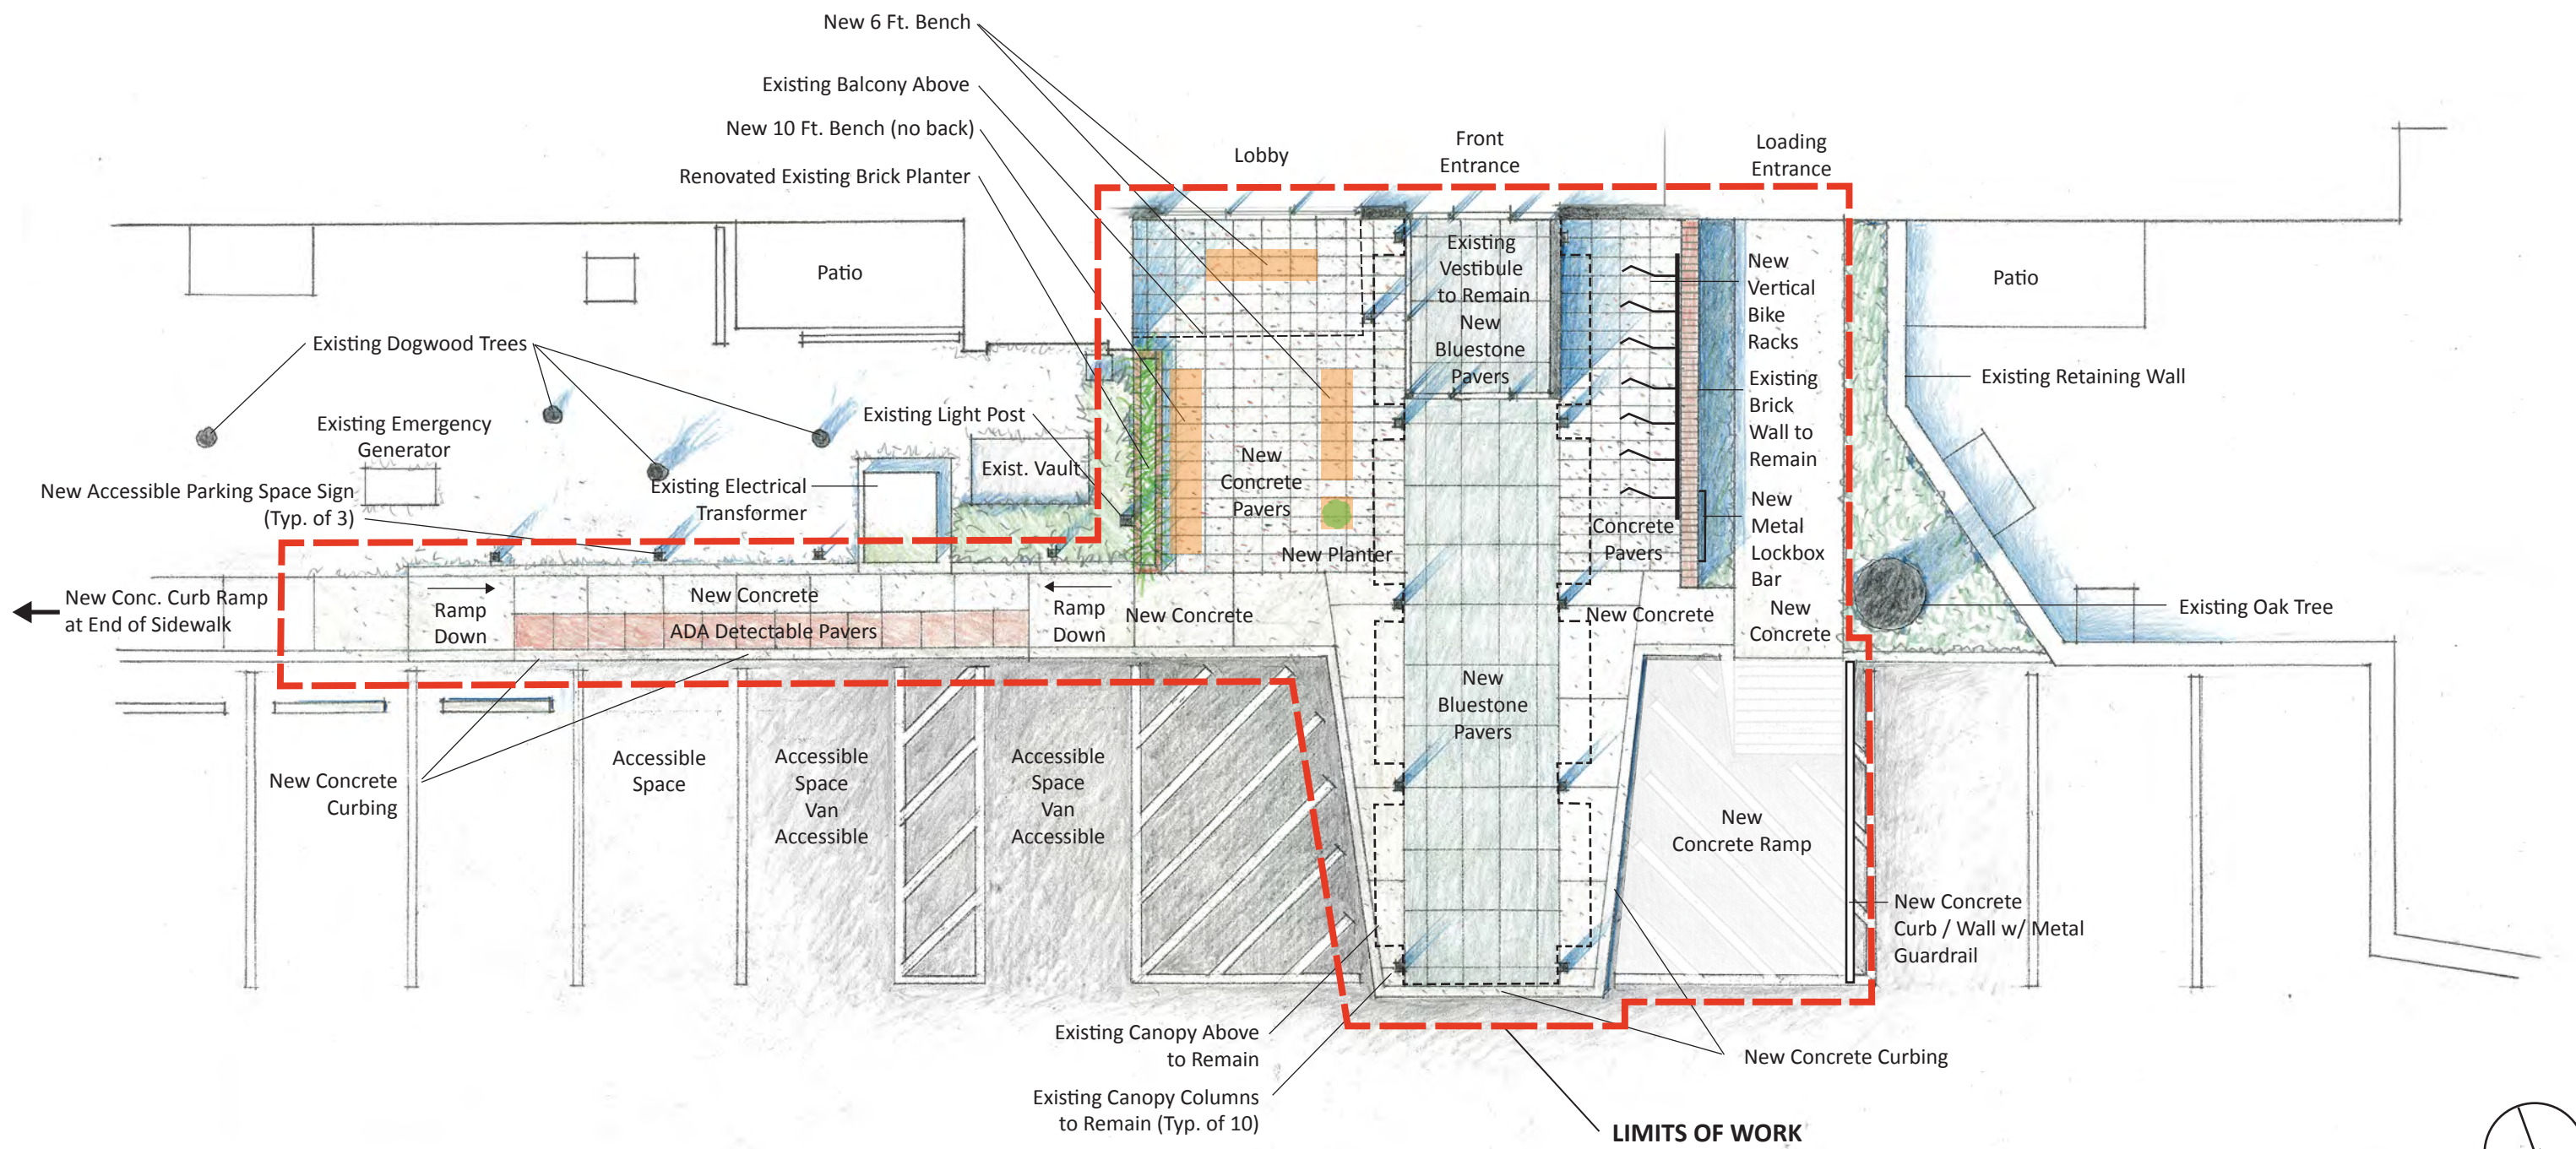 New 6 Ft. Bench
Existing Balcony Above
New 10 Ft. Bench (no back)
Renovated Existing Brick Planter
Lobby
Front
Entrance
Loading
Entrance
Patio
Existing
Vestibule
to Remain
New
Bluestone
Pavers
New
Vertical
Bike
Racks
Patio
Existing Dogwood Trees
Existing Light Post
Existing
Brick
Wall to
Remain
Existing Retaining Wall
Existing Emergency
Generator
Exist. Vault
New
Concrete
Pavers
New Accessible Parking Space Sign
(Typ. of 3)
Existing Electrical
Transformer
New Planter
Concrete
Pavers
New
Metal
Lockbox
Bar
New Conc. Curb Ramp
at End of Sidewalk
Ramp
Down
New Concrete
ADA Detectable Pavers
Ramp
Down
New Concrete
New Concrete
New
Concrete
Existing Oak Tree
New
Bluestone
Pavers
New Concrete
Curbing
Accessible
Space
Accessible
Space
Van
Accessible
Accessible
Space
Van
Accessible
New
Concrete Ramp
New Concrete
Curb / Wall w/ Metal
Guardrail
Existing Canopy Above
to Remain
New Concrete Curbing
Existing Canopy Columns
to Remain (Typ. of 10)
LIMITS OF WORK